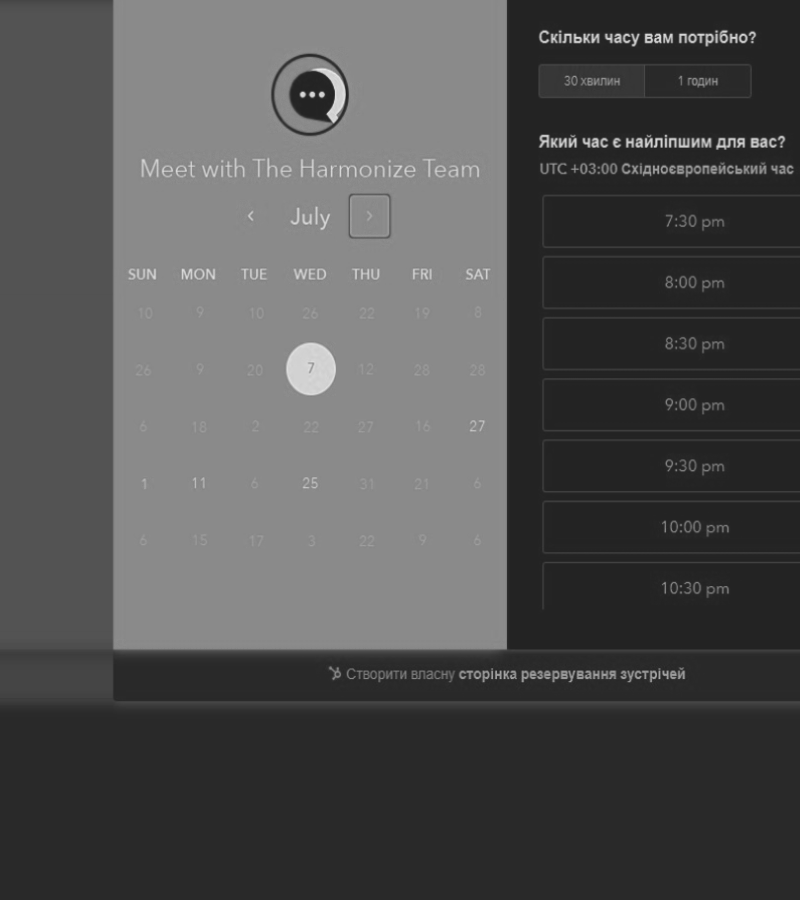 Meet with The Harmonize Team
July
SUN MON TUE WED THU FRI SAT
10 9 10 26 22 19 8
26 9 20 7 12 28 28
6 18 2 22 27 16 27
1 11 6 25 31 21 6
6 15 17 3 22 9 6
Скільки часу вам потрібно?
30 хвилин 1 годин
Який час є найліпшим для вас?
UTC +03:00 Східноєвропейський час
7:30 pm
8:00 pm
8:30 pm
9:00 pm
9:30 pm
10:00 pm
10:30 pm
Створити власну сторінка резервування зустрічей